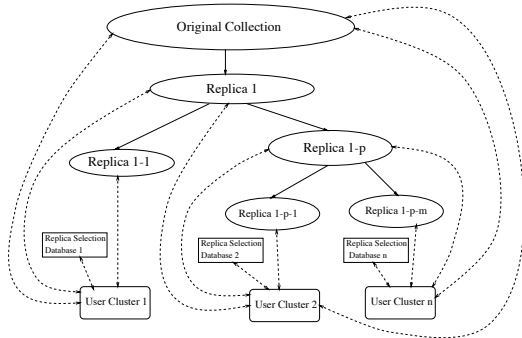 Original Collection
Replica 1
Replica 1-1
Replica 1-p
Replica 1-p-1
Replica 1-p-m
Replica Selection
Database 1
Replica Selection
Database 2
Replica Selection
Database n
User Cluster 1
User Cluster 2
User Cluster n